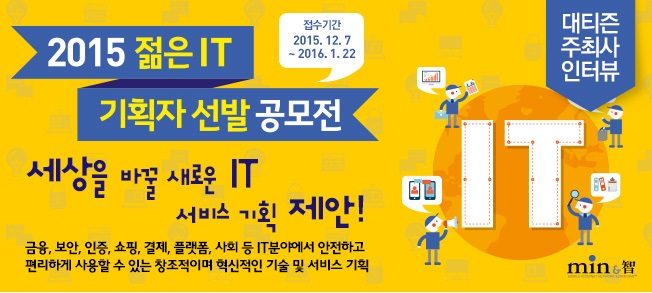 2015 젊은 IT
기획자 선발 공모전
접수기간
2015. 12. 7
~ 2016. 1. 22
대티즌
주최사
인터뷰
세상을 바꿀 새로운 IT
서비스 기획 제안!
금융, 보안, 인증, 쇼핑, 결제, 플랫폼, 사회 등 IT분야에서 안전하고
편리하게 사용할 수 있는 창조적이며 혁신적인 기술 및 서비스 기획
IT
min&智